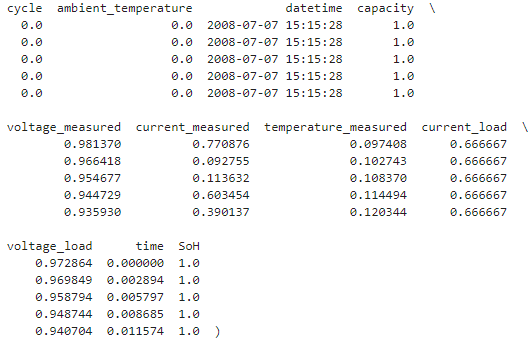 cycle  ambient_temperature             datetime  capacity  \
  0.0                  0.0  2008-07-07 15:15:28       1.0
  0.0                  0.0  2008-07-07 15:15:28       1.0
  0.0                  0.0  2008-07-07 15:15:28       1.0
  0.0                  0.0  2008-07-07 15:15:28       1.0
  0.0                  0.0  2008-07-07 15:15:28       1.0
voltage_measured  current_measured  temperature_measured  current_load  \
        0.981370          0.770876              0.097408      0.666667
        0.966418          0.092755              0.102743      0.666667
        0.954677          0.113632              0.108370      0.666667
        0.944729          0.603454              0.114494      0.666667
        0.935930          0.390137              0.120344      0.666667
voltage_load      time  SoH
    0.972864  0.000000  1.0
    0.969849  0.002894  1.0
    0.958794  0.005797  1.0
    0.948744  0.008685  1.0
    0.940704  0.011574  1.0  )